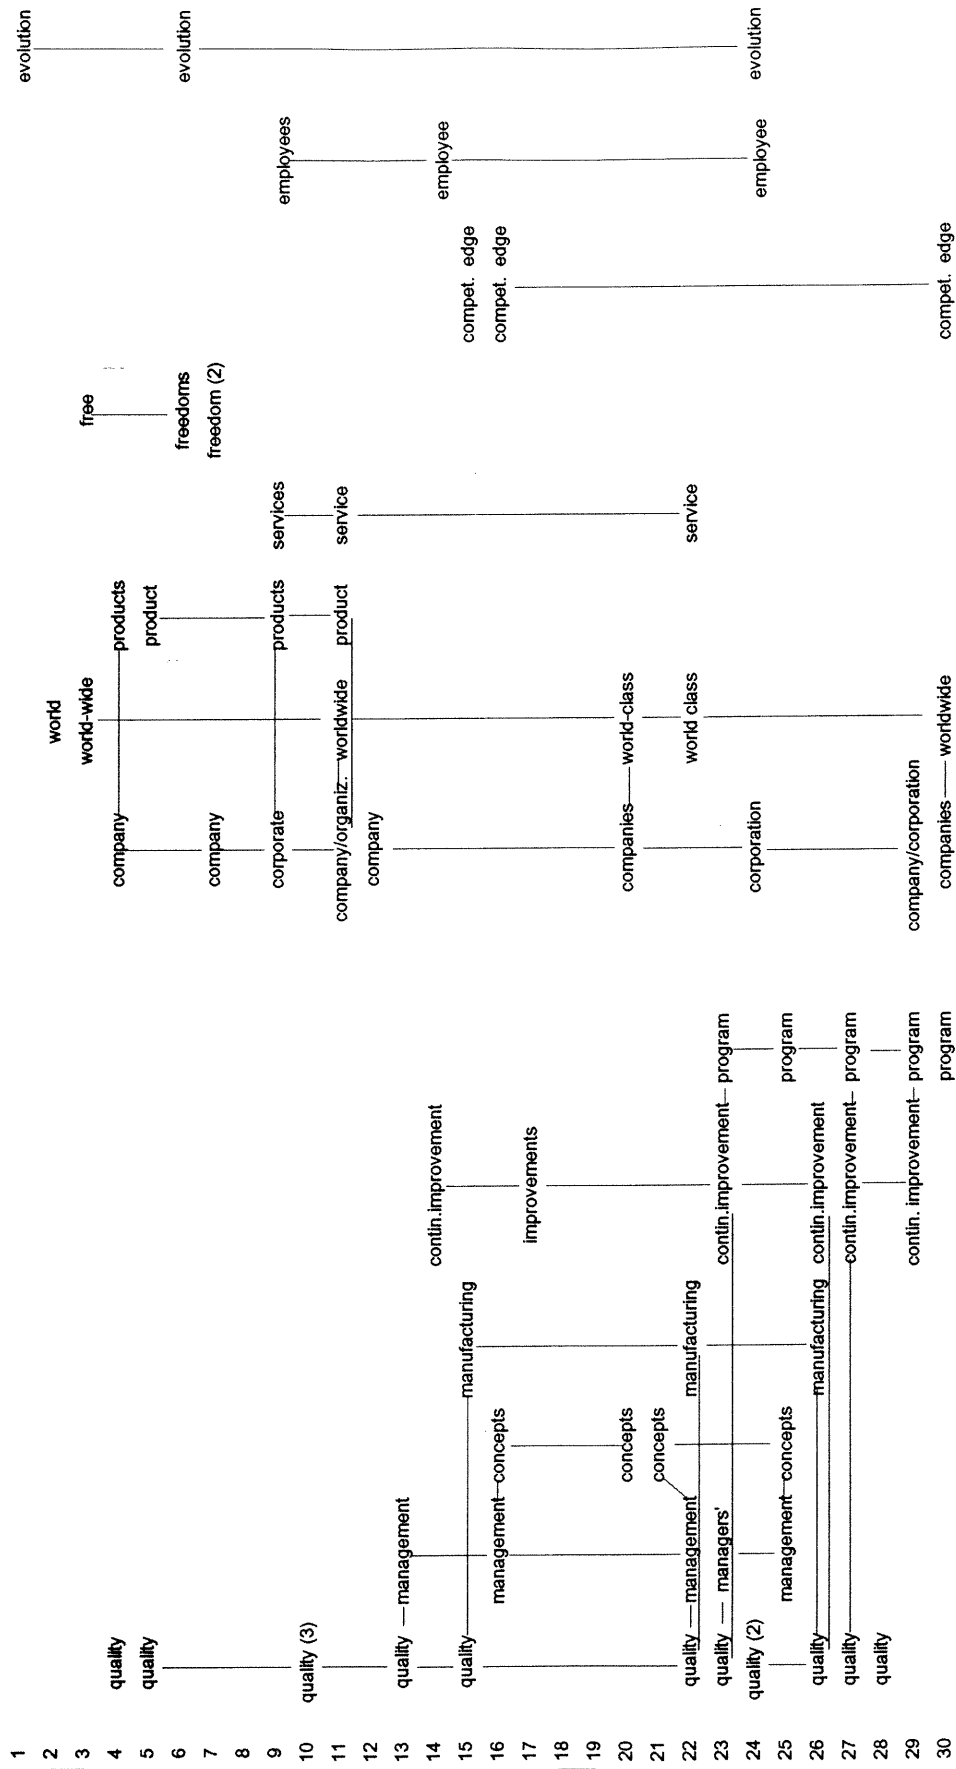 1 evolution
2 world
3 world-wide free
4 quality company products
5 quality product
6 freedoms evolution
7 company freedom (2)
8
9 corporate products services employees
10 quality (3)
11 company/organiz. worldwide product service
12 company
13 quality management
14 contin.improvement employee
15 quality manufacturing compet. edge
16 management concepts compet. edge
17 improvements
18
19
20 concepts companies world-class
21 concepts
22 quality management manufacturing world class service
23 quality managers' contin.improvement program
24 quality (2) corporation employee evolution
25 management concepts program
26 quality manufacturing contin.improvement
27 quality contin.improvement program
28 quality
29 contin. improvement program company/corporation
30 program companies worldwide compet. edge